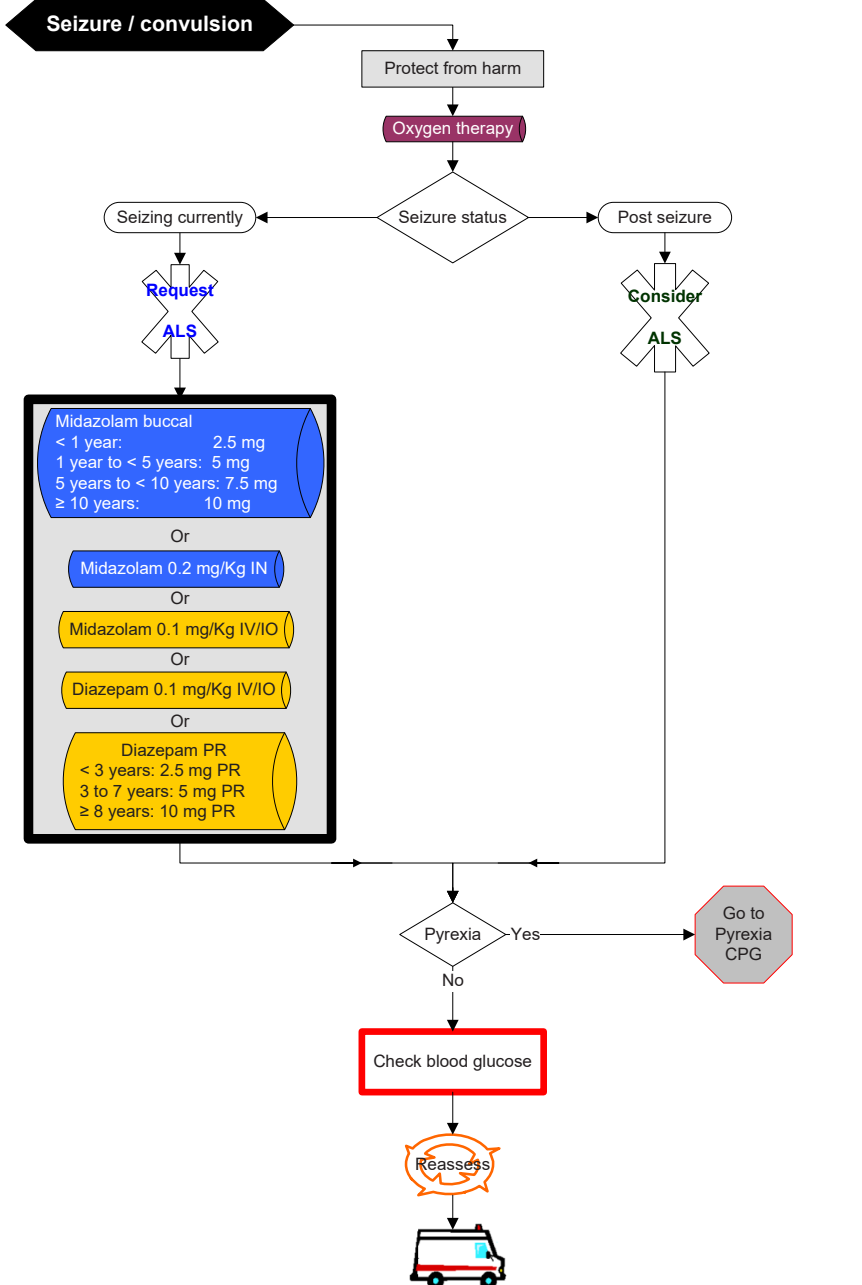 Seizure / convulsion
Protect from harm
Oxygen therapy
Seizing currently
Seizure status
Post seizure
Request
ALS
Consider
ALS
Midazolam buccal
< 1 year: 2.5 mg
1 year to < 5 years: 5 mg
5 years to < 10 years: 7.5 mg
≥ 10 years: 10 mg
Or
Midazolam 0.2 mg/Kg IN
Or
Midazolam 0.1 mg/Kg IV/IO
Or
Diazepam 0.1 mg/Kg IV/IO
Or
Diazepam PR
< 3 years: 2.5 mg PR
3 to 7 years: 5 mg PR
≥ 8 years: 10 mg PR
Pyrexia
Yes
Go to
Pyrexia
CPG
No
Check blood glucose
Reassess